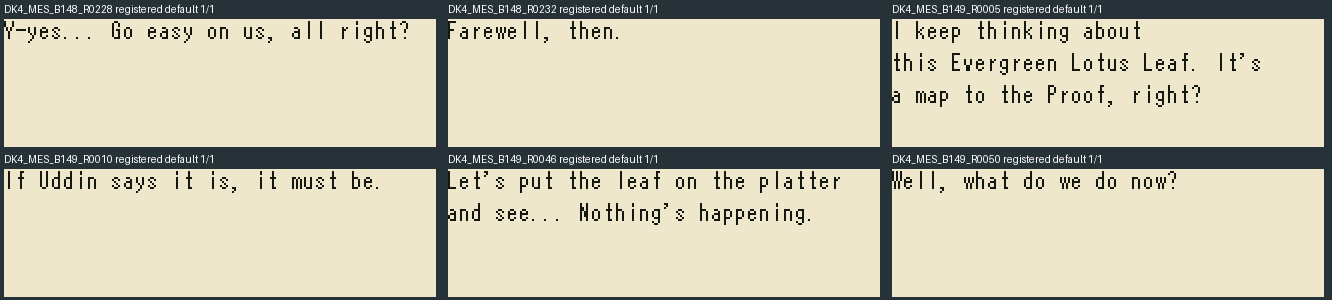 DK4_MES_B148_R0228 registered default 1/1
Y-yes... Go easy on us, all right?
DK4_MES_B148_R0232 registered default 1/1
Farewell, then.
DK4_MES_B149_R0005 registered default 1/1
I keep thinking about
this Evergreen Lotus Leaf. It's
a map to the Proof, right?
DK4_MES_B149_R0010 registered default 1/1
If Uddin says it is, it must be.
DK4_MES_B149_R0046 registered default 1/1
Let's put the leaf on the platter
and see... Nothing's happening.
DK4_MES_B149_R0050 registered default 1/1
Well, what do we do now?